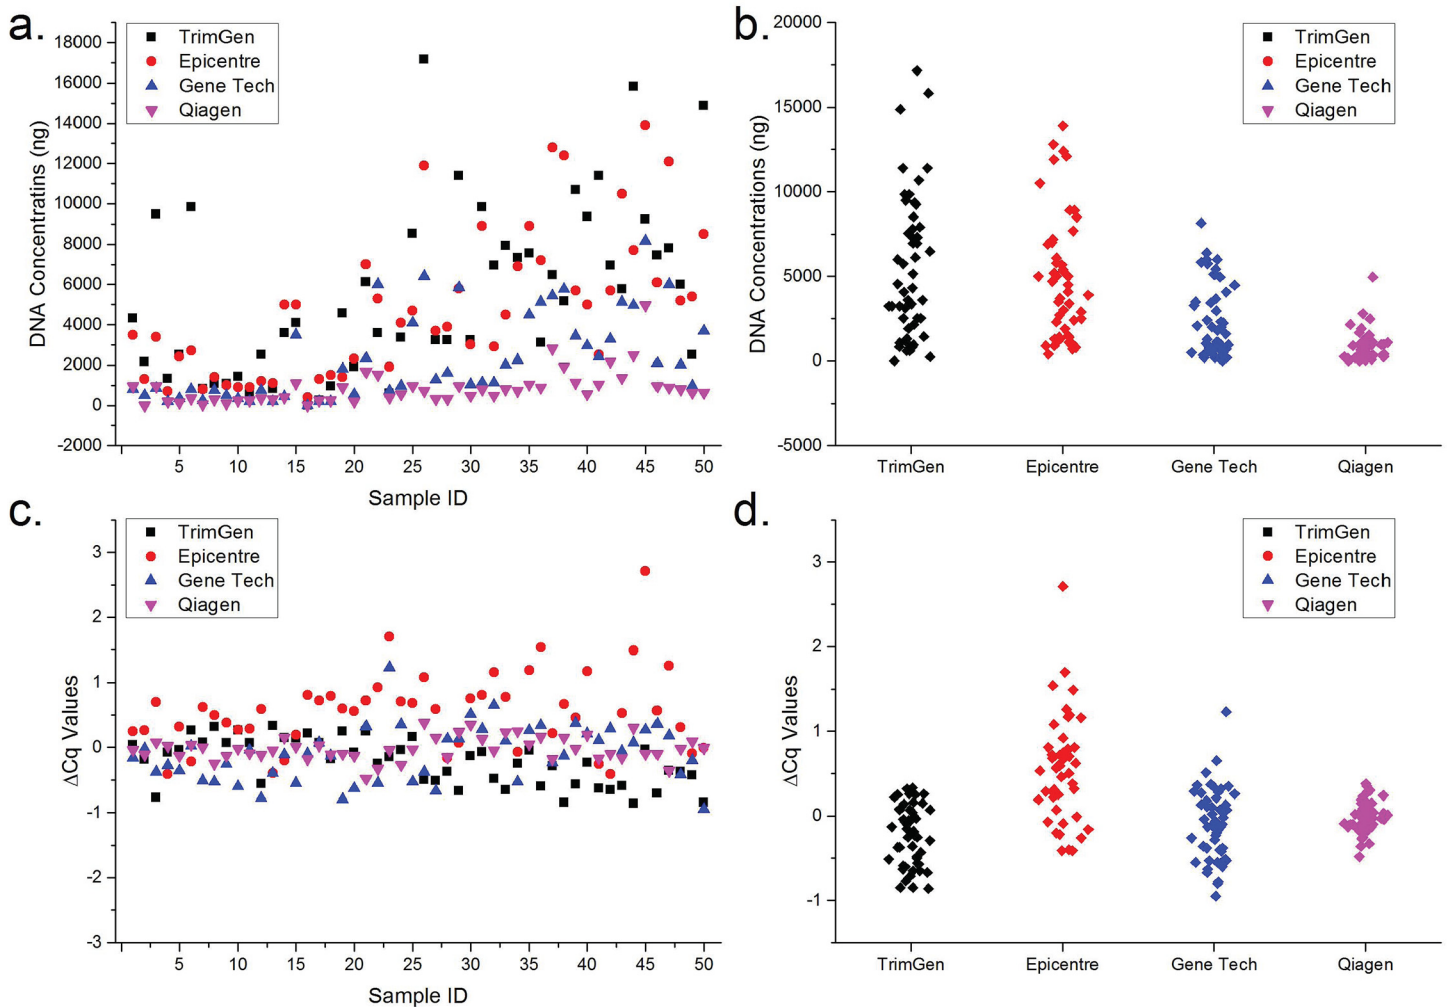 a.
TrimGen
Epicentre
Gene Tech
Qiagen
18000
16000
14000
12000
10000
8000
6000
4000
2000
0
-2000
DNA Concentratins (ng)
5 10 15 20 25 30 35 40 45 50
Sample ID
b.
TrimGen
Epicentre
Gene Tech
Qiagen
20000
15000
10000
5000
0
-5000
DNA Concentrations (ng)
TrimGen Epicentre Gene Tech Qiagen
c.
TrimGen
Epicentre
Gene Tech
Qiagen
3
2
1
0
-1
-2
-3
ΔCq Values
5 10 15 20 25 30 35 40 45 50
Sample ID
d.
TrimGen
Epicentre
Gene Tech
Qiagen
3
2
1
0
-1
ΔCq Values
TrimGen Epicentre Gene Tech Qiagen